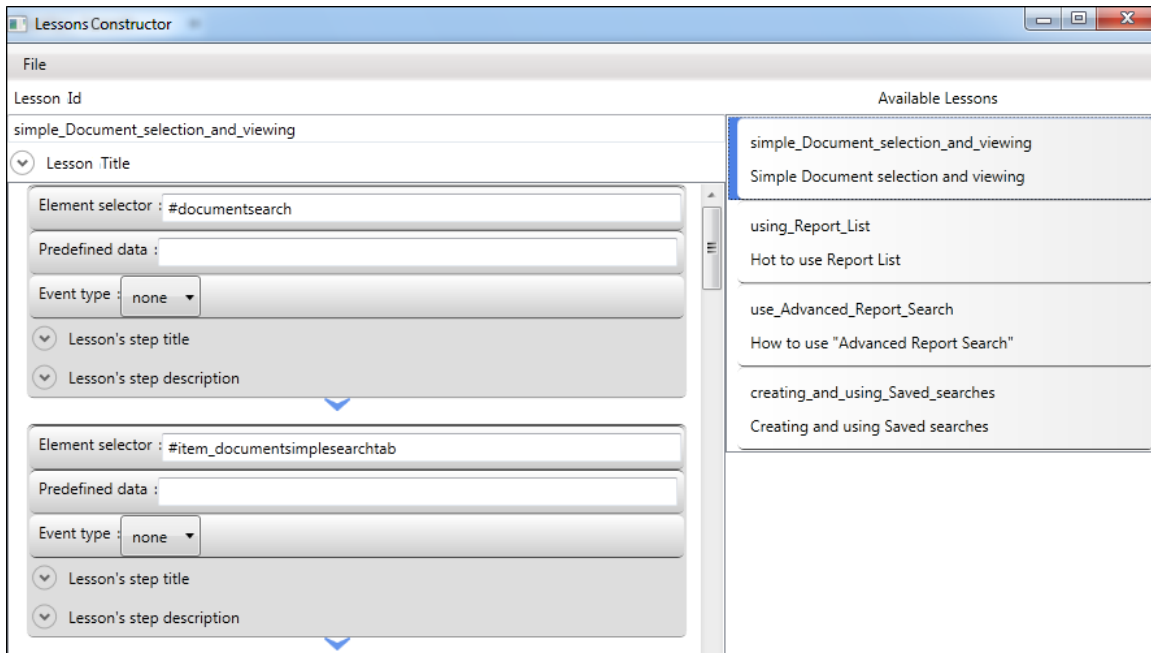 Lessons Constructor
File
Lesson Id
simple_Document_selection_and_viewing
Lesson Title
Element selector : #documentsearch
Predefined data :
Event type : none
Lesson's step title
Lesson's step description
Element selector : #item_documentsimplesearchtab
Predefined data :
Event type : none
Lesson's step title
Lesson's step description
Available Lessons
simple_Document_selection_and_viewing
Simple Document selection and viewing
using_Report_List
Hot to use Report List
use_Advanced_Report_Search
How to use "Advanced Report Search"
creating_and_using_Saved_searches
Creating and using Saved searches